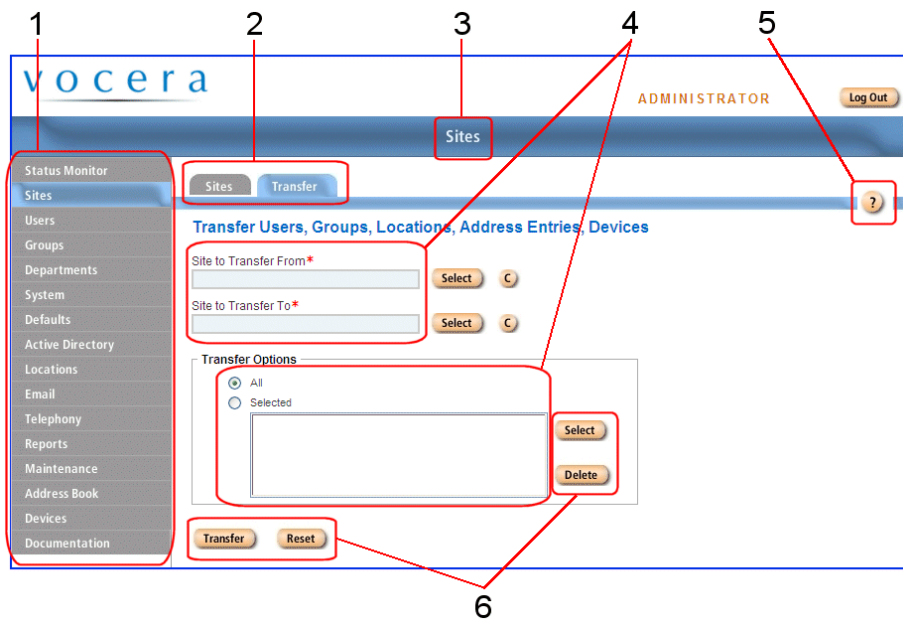 1 2 3 4 5
vocera
ADMINISTRATOR Log Out
Sites
Status Monitor
Sites
Users
Groups
Departments
System
Defaults
Active Directory
Locations
Email
Telephony
Reports
Maintenance
Address Book
Devices
Documentation
Sites Transfer
?
Transfer Users, Groups, Locations, Address Entries, Devices
Site to Transfer From*
Select C
Site to Transfer To*
Select C
Transfer Options
All
Selected
Select
Delete
Transfer Reset
6